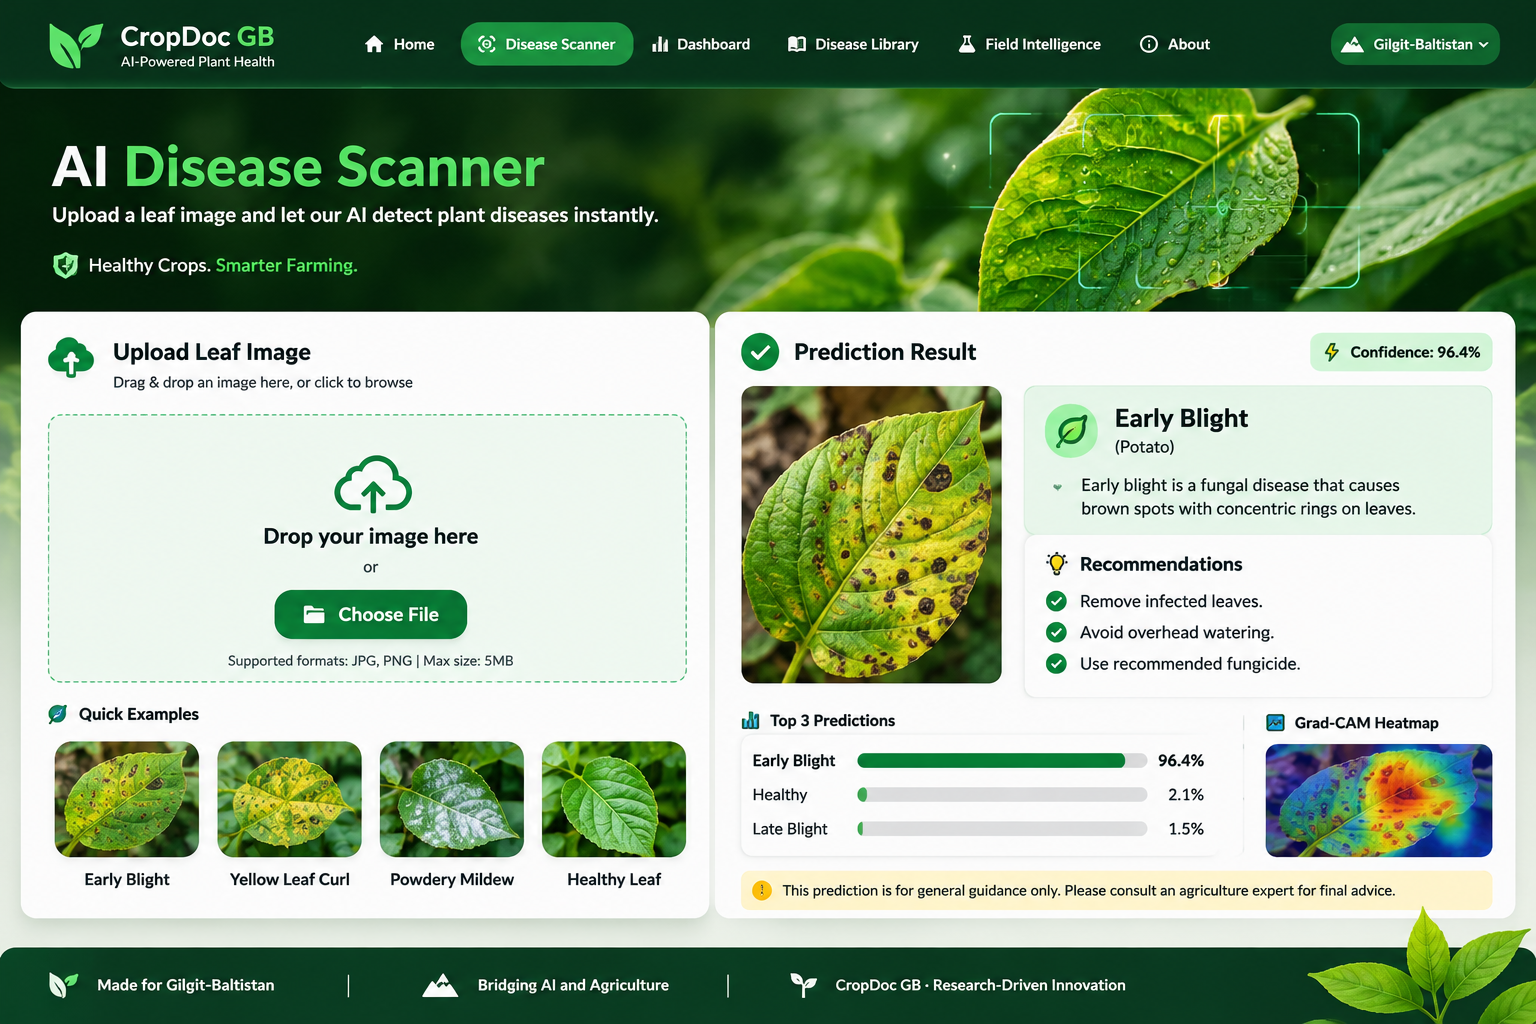 CropDoc GB
AI-Powered Plant Health
Home
Disease Scanner
Dashboard
Disease Library
Field Intelligence
About
Gilgit-Baltistan
AI Disease Scanner
Upload a leaf image and let our AI detect plant diseases instantly.
Healthy Crops. Smarter Farming.
Upload Leaf Image
Drag & drop an image here, or click to browse
Drop your image here
or
Choose File
Supported formats: JPG, PNG | Max size: 5MB
Quick Examples
Early Blight
Yellow Leaf Curl
Powdery Mildew
Healthy Leaf
Prediction Result
Confidence: 96.4%
Early Blight
(Potato)
Early blight is a fungal disease that causes
brown spots with concentric rings on leaves.
Recommendations
Remove infected leaves.
Avoid overhead watering.
Use recommended fungicide.
Top 3 Predictions
Early Blight 96.4%
Healthy 2.1%
Late Blight 1.5%
Grad-CAM Heatmap
This prediction is for general guidance only. Please consult an agriculture expert for final advice.
Made for Gilgit-Baltistan
Bridging AI and Agriculture
CropDoc GB · Research-Driven Innovation